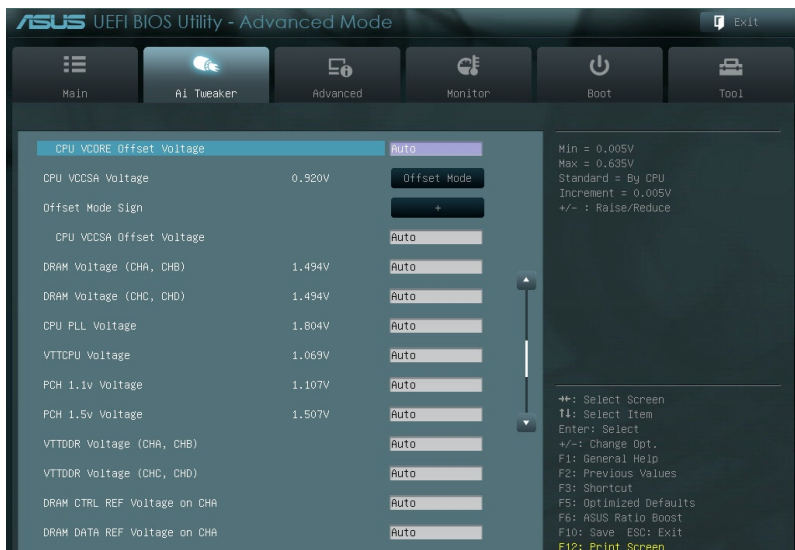 ASUS UEFI BIOS Utility - Advanced Mode
Exit
Main
Ai Tweaker
Advanced
Monitor
Boot
Tool
CPU VCORE Offset Voltage Auto
CPU VCCSA Voltage 0.920V Offset Mode
Offset Mode Sign +
CPU VCCSA Offset Voltage Auto
DRAM Voltage (CHA, CHB) 1.494V Auto
DRAM Voltage (CHC, CHD) 1.494V Auto
CPU PLL Voltage 1.804V Auto
VTTCPU Voltage 1.069V Auto
PCH 1.1v Voltage 1.107V Auto
PCH 1.5v Voltage 1.507V Auto
VTTDDR Voltage (CHA, CHB) Auto
VTTDDR Voltage (CHC, CHD) Auto
DRAM CTRL REF Voltage on CHA Auto
DRAM DATA REF Voltage on CHA Auto
Min = 0.005V
Max = 0.635V
Standard = By CPU
Increment = 0.005V
+/- : Raise/Reduce
→←: Select Screen
↑↓: Select Item
Enter: Select
+/-: Change Opt.
F1: General Help
F2: Previous Values
F3: Shortcut
F5: Optimized Defaults
F6: ASUS Ratio Boost
F10: Save ESC: Exit
F12: Print Screen